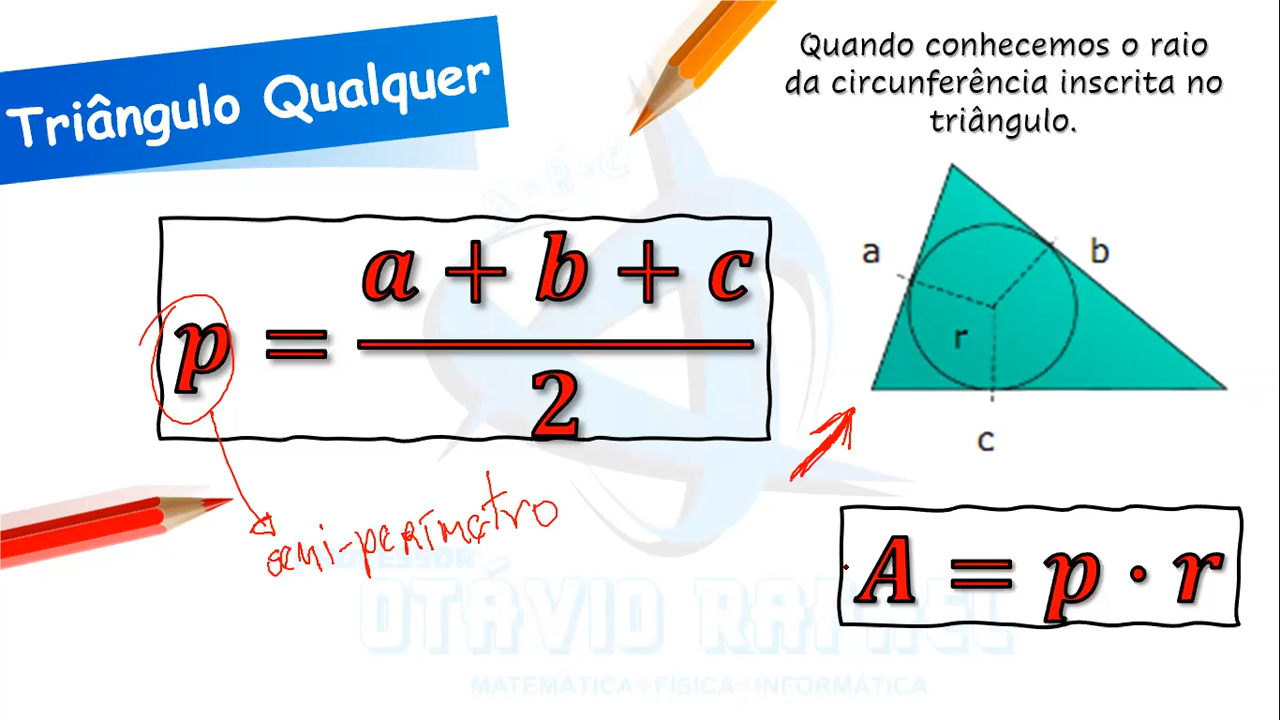 Triângulo Qualquer
Quando conhecemos o raio
da circunferência inscrita no
triângulo.
p = a + b + c / 2
a
b
r
c
semi-perímetro
A = p · r
A · B · C
PROFESSOR
OTÁVIO RAFAEL
MATEMÁTICA · FÍSICA · INFORMÁTICA